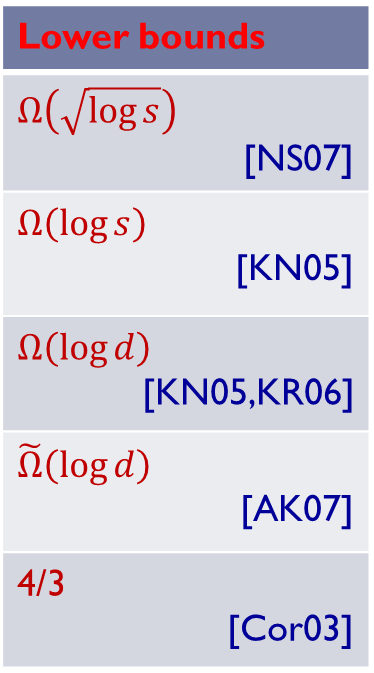 Lower bounds
Ω(√log s)
[NS07]
Ω(log s)
[KN05]
Ω(log d)
[KN05,KR06]
Ω̃(log d)
[AK07]
4/3
[Cor03]